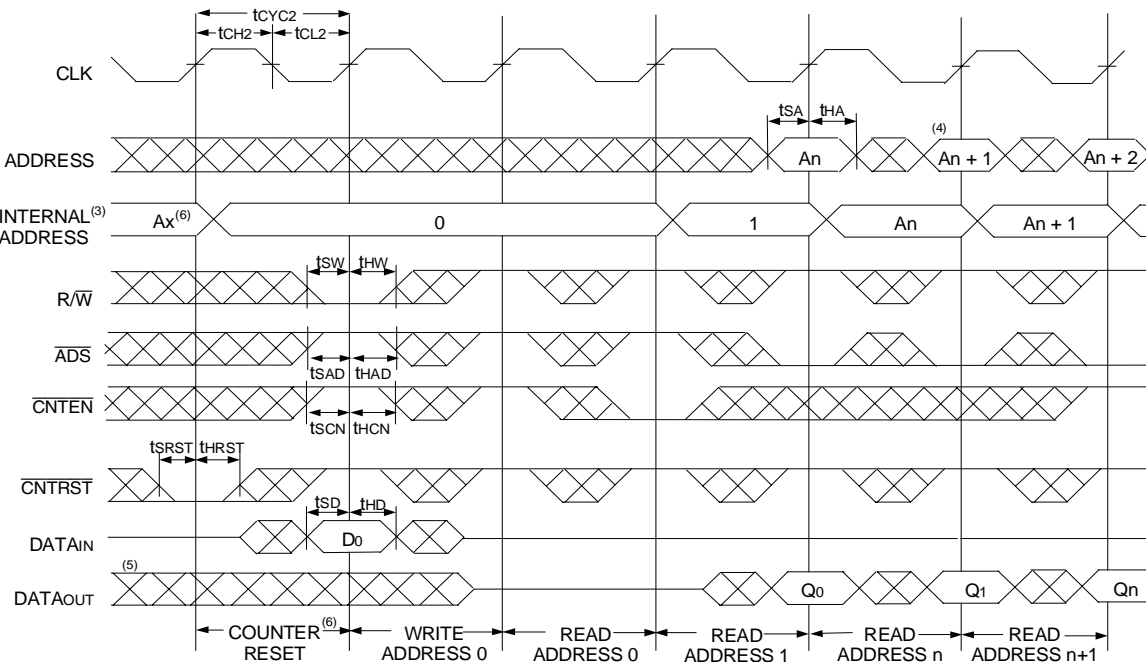 tCYC2
tCH2 tCL2
CLK
tSA tHA
(4)
ADDRESS An An + 1 An + 2
INTERNAL(3) ADDRESS Ax(6) 0 1 An An + 1
tSW tHW
R/W̅
A̅D̅S̅
tSAD tHAD
C̅N̅T̅E̅N̅
tSCN tHCN
tSRST tHRST
C̅N̅T̅R̅S̅T̅
tSD tHD
DATAIN D0
(5)
DATAOUT Q0 Q1 Qn
COUNTER(6) WRITE READ READ READ READ
RESET ADDRESS 0 ADDRESS 0 ADDRESS 1 ADDRESS n ADDRESS n+1